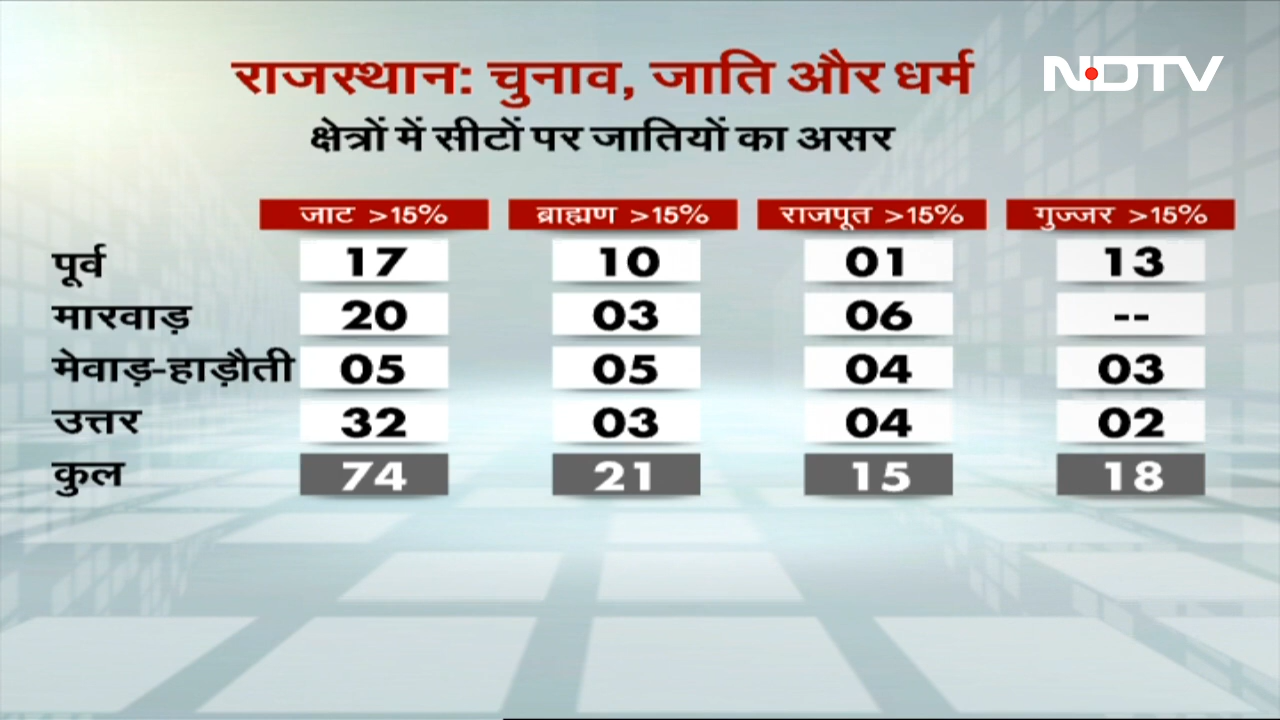 राजस्थान: चुनाव, जाति और धर्म
NDTV
क्षेत्रों में सीटों पर जातियों का असर
जाट >15% ब्राह्मण >15% राजपूत >15% गुज्जर >15%
पूर्व 17 10 01 13
मारवाड़ 20 03 06 --
मेवाड़-हाड़ौती 05 05 04 03
उत्तर 32 03 04 02
कुल 74 21 15 18